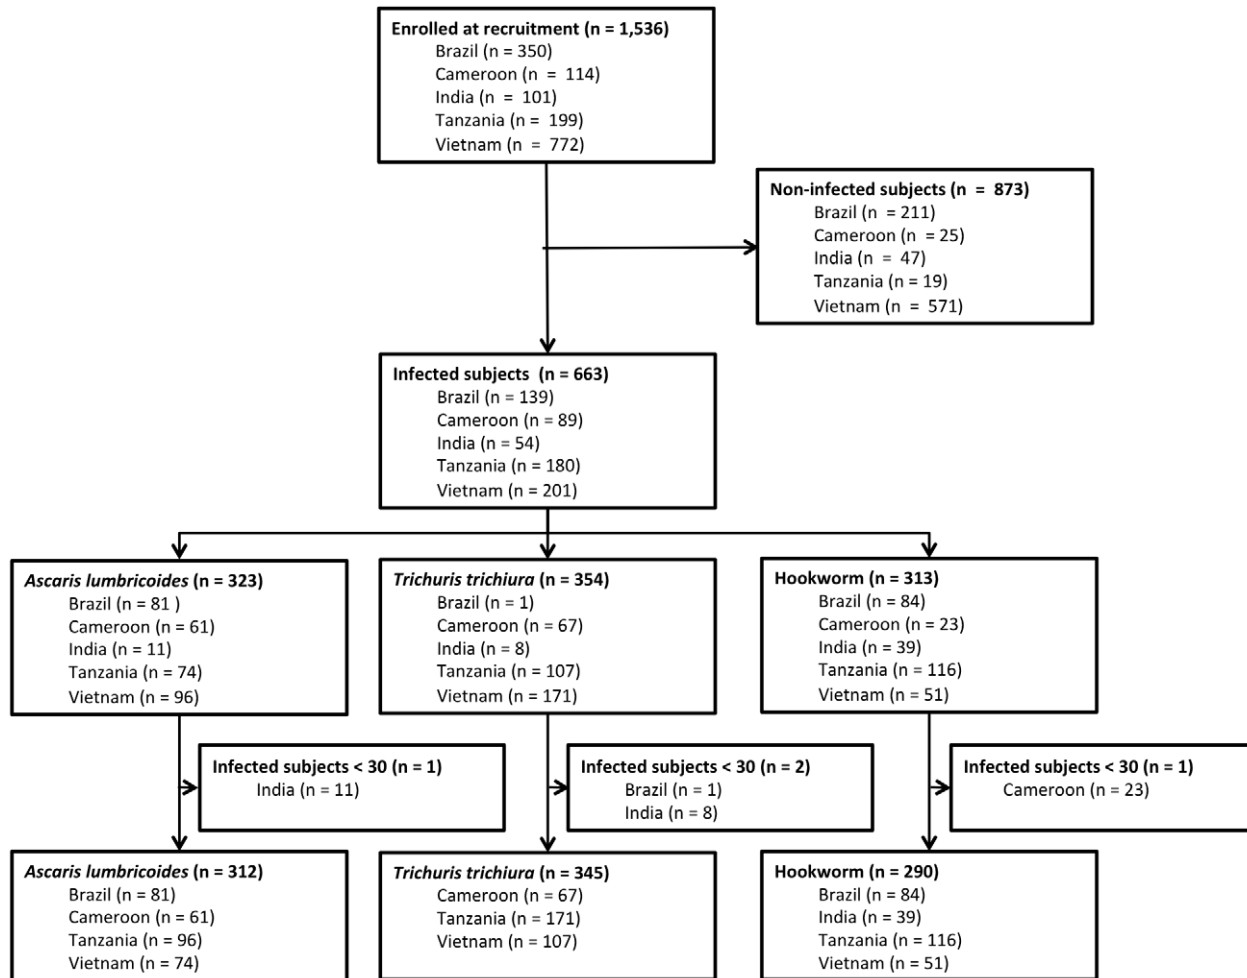 Enrolled at recruitment (n = 1,536)
Brazil (n = 350)
Cameroon (n = 114)
India (n = 101)
Tanzania (n = 199)
Vietnam (n = 772)
Non-infected subjects (n = 873)
Brazil (n = 211)
Cameroon (n = 25)
India (n = 47)
Tanzania (n = 19)
Vietnam (n = 571)
Infected subjects (n = 663)
Brazil (n = 139)
Cameroon (n = 89)
India (n = 54)
Tanzania (n = 180)
Vietnam (n = 201)
Ascaris lumbricoides (n = 323)
Brazil (n = 81 )
Cameroon (n = 61)
India (n = 11)
Tanzania (n = 74)
Vietnam (n = 96)
Trichuris trichiura (n = 354)
Brazil (n = 1)
Cameroon (n = 67)
India (n = 8)
Tanzania (n = 107)
Vietnam (n = 171)
Hookworm (n = 313)
Brazil (n = 84)
Cameroon (n = 23)
India (n = 39)
Tanzania (n = 116)
Vietnam (n = 51)
Infected subjects < 30 (n = 1)
India (n = 11)
Infected subjects < 30 (n = 2)
Brazil (n = 1)
India (n = 8)
Infected subjects < 30 (n = 1)
Cameroon (n = 23)
Ascaris lumbricoides (n = 312)
Brazil (n = 81)
Cameroon (n = 61)
Tanzania (n = 96)
Vietnam (n = 74)
Trichuris trichiura (n = 345)
Cameroon (n = 67)
Tanzania (n = 171)
Vietnam (n = 107)
Hookworm (n = 290)
Brazil (n = 84)
India (n = 39)
Tanzania (n = 116)
Vietnam (n = 51)